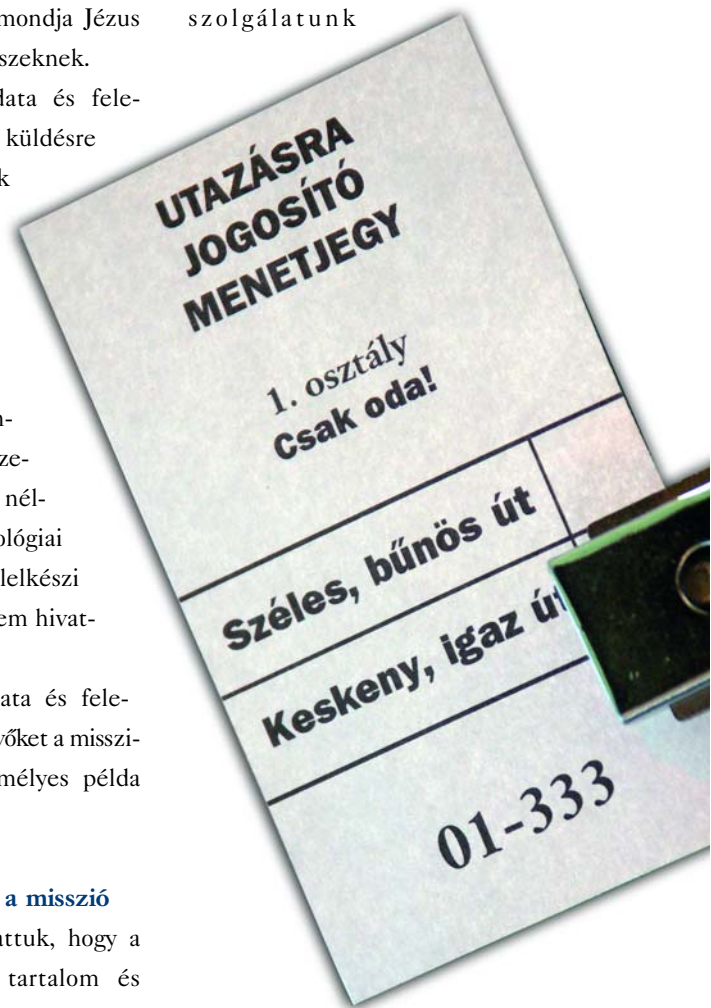 mondja Jézus
szeknek.
data és fele-
küldésre
k
n-
ze-
nél-
ológiai
lelkészi
em hivat-
ata és fele-
vőket a misszi-
mélyes példa
a misszió
attuk, hogy a
tartalom és
szolgálatunk
UTAZÁSRA
JOGOSÍTÓ
MENETJEGY
1. osztály
Csak oda!
Széles, bűnös út
Keskeny, igaz út
01-333